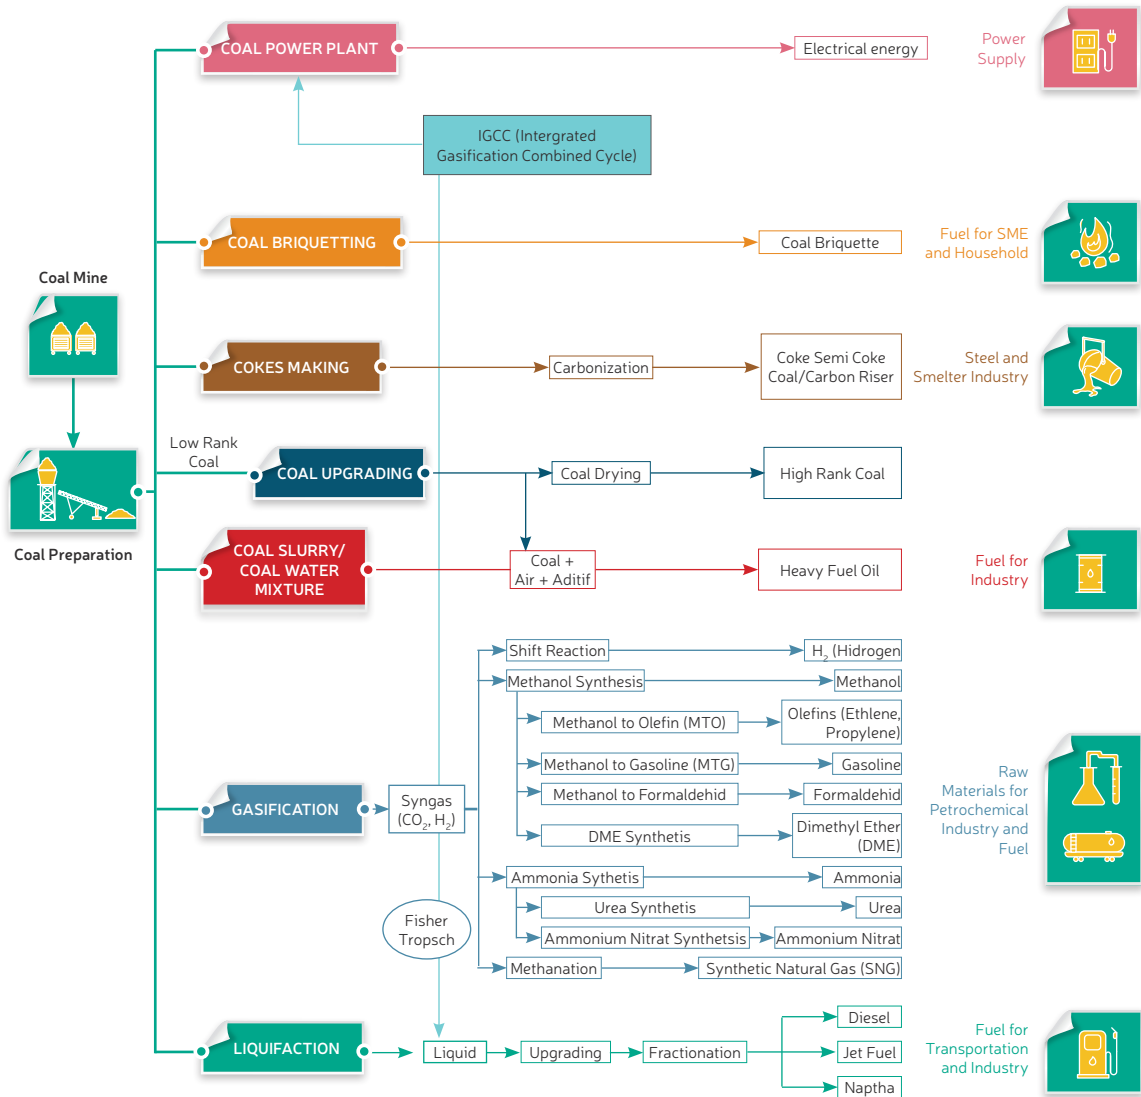 COAL POWER PLANT
Electrical energy
Power
Supply
IGCC (Intergrated
Gasification Combined Cycle)
COAL BRIQUETTING
Coal Briquette
Fuel for SME
and Household
Coal Mine
COKES MAKING
Carbonization
Coke Semi Coke
Coal/Carbon Riser
Steel and
Smelter Industry
Low Rank
Coal
COAL UPGRADING
Coal Drying
High Rank Coal
Coal Preparation
COAL SLURRY/
COAL WATER
MIXTURE
Coal +
Air + Aditif
Heavy Fuel Oil
Fuel for
Industry
Shift Reaction
H₂ (Hidrogen
Methanol Synthesis
Methanol
Methanol to Olefin (MTO)
Olefins (Ethlene,
Propylene)
Methanol to Gasoline (MTG)
Gasoline
GASIFICATION
Syngas
(CO₂, H₂)
Methanol to Formaldehid
Formaldehid
DME Synthetis
Dimethyl Ether
(DME)
Raw
Materials for
Petrochemical
Industry and
Fuel
Ammonia Sythetis
Ammonia
Urea Synthetis
Urea
Fisher
Tropsch
Ammonium Nitrat Synthetsis
Ammonium Nitrat
Methanation
Synthetic Natural Gas (SNG)
LIQUIFACTION
Liquid
Upgrading
Fractionation
Diesel
Jet Fuel
Naptha
Fuel for
Transportation
and Industry